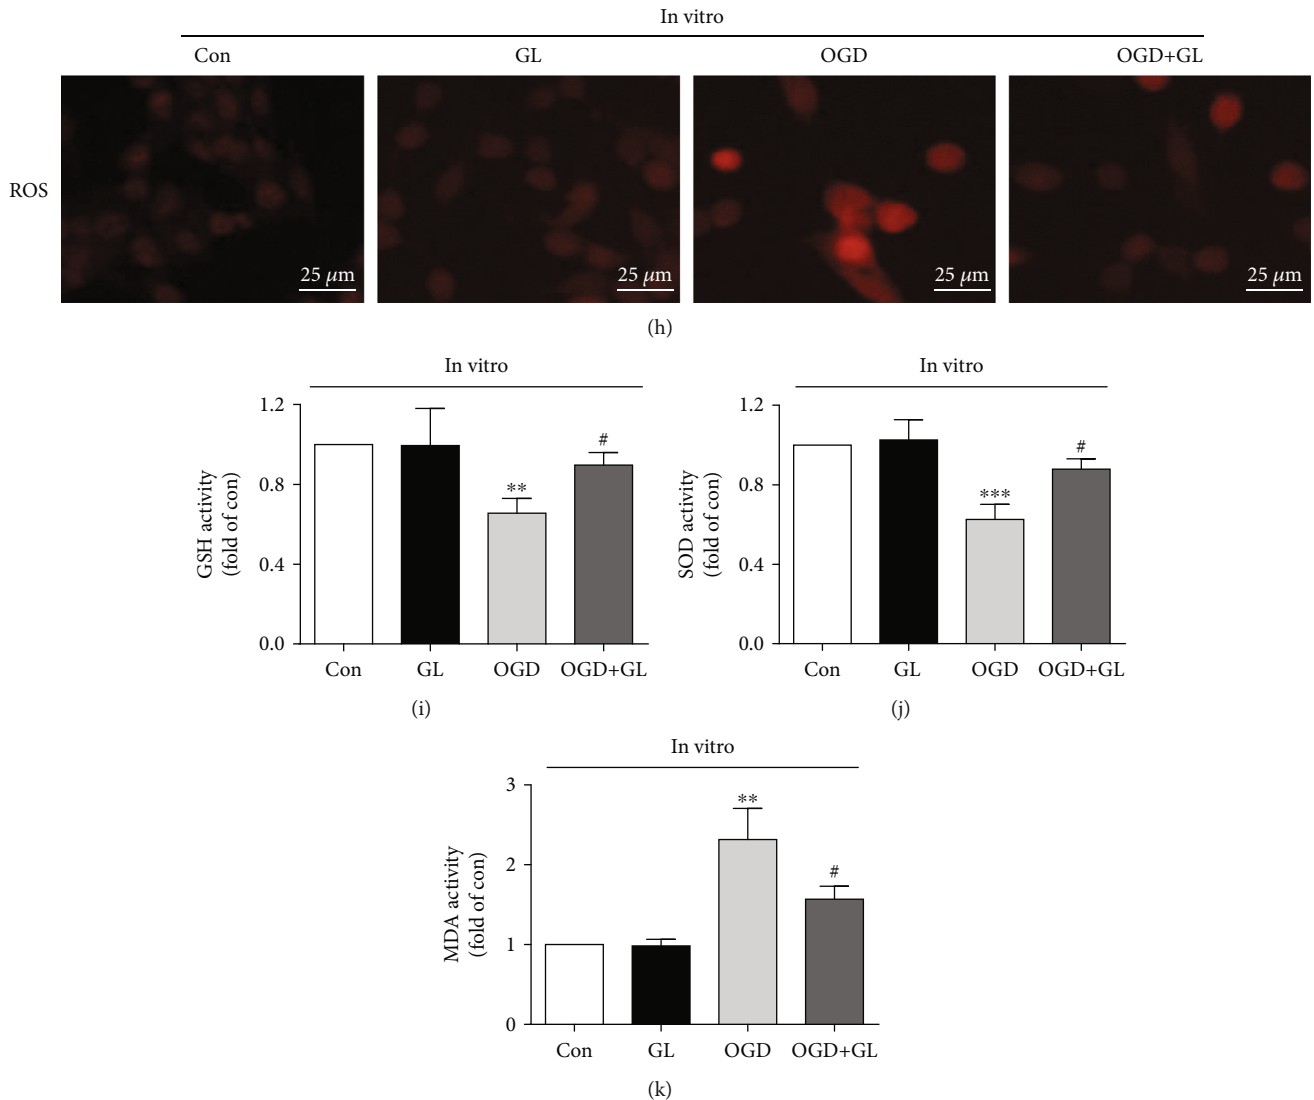 In vitro
Con GL OGD OGD+GL
ROS
25 μm 25 μm 25 μm 25 μm
(h)
In vitro
GSH activity
(fold of con)
1.2
0.8
0.4
0.0
** #
Con GL OGD OGD+GL
(i)
In vitro
SOD activity
(fold of con)
1.2
0.8
0.4
0.0
*** #
Con GL OGD OGD+GL
(j)
In vitro
MDA activity
(fold of con)
3
2
1
0
** #
Con GL OGD OGD+GL
(k)